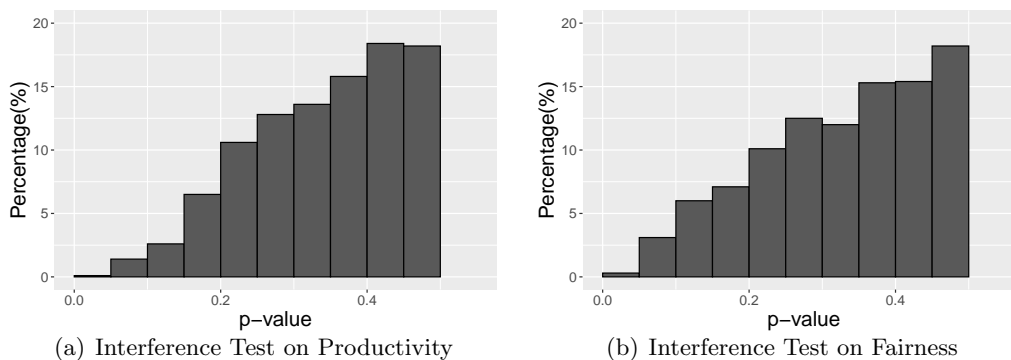 20
15
10
5
0
Percentage(%)
0.0 0.2 0.4
p−value
(a) Interference Test on Productivity
20
15
10
5
0
Percentage(%)
0.0 0.2 0.4
p−value
(b) Interference Test on Fairness